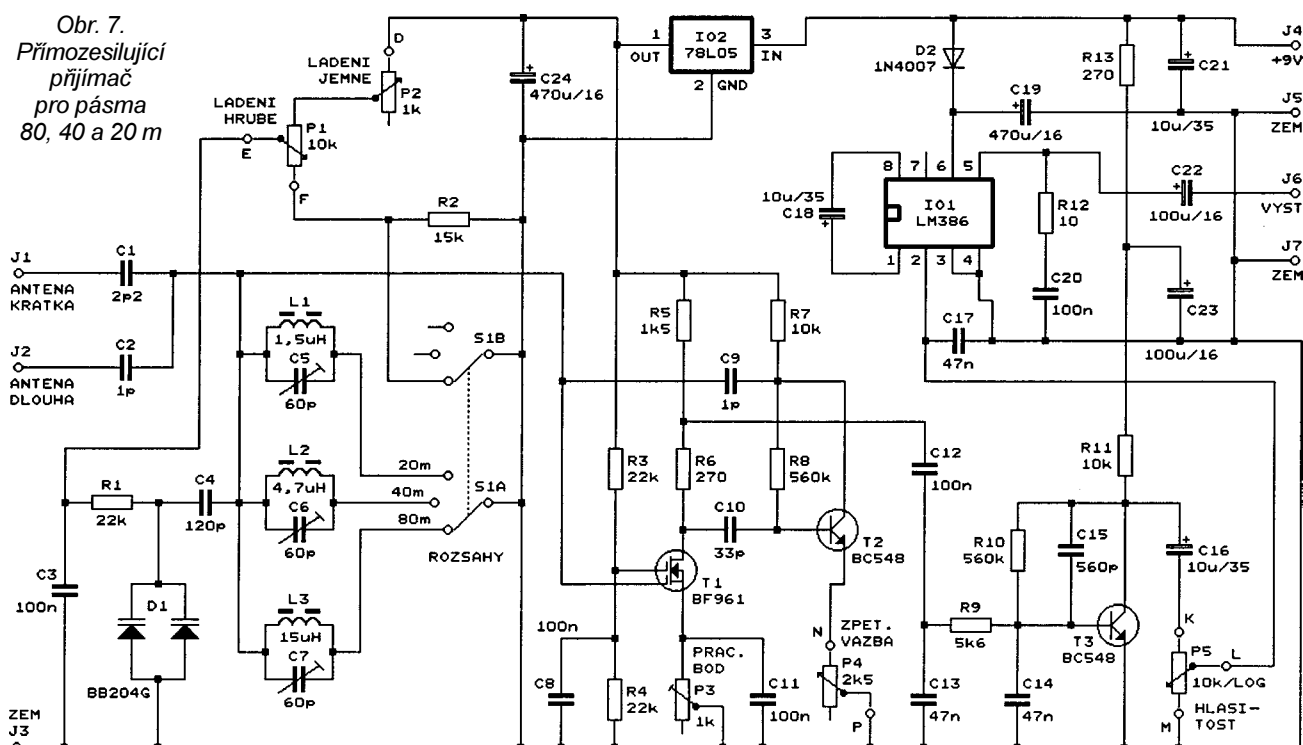 Obr. 7.
Přímozesilující
přijímač
pro pásma
80, 40 a 20 m
LADENI
JEMNE
D
P2
1k
LADENI
HRUBE
E
P1
10k
F
C24
470u/16
1
OUT
IO2
78L05
3
IN
2
GND
D2
1N4007
R13
270
C21
10u/35
J4
+9V
C19
470u/16
J5
ZEM
8
7
6
5
10u/35
C18
IO1
LM386
1
2
3
4
R12
10
C22
100u/16
J6
VYST
C20
100n
J7
ZEM
C23
100u/16
C17
47n
R2
15k
J1
ANTENA
KRATKA
C1
2p2
J2
ANTENA
DLOUHA
C2
1p
L1
1,5uH
C5
60p
S1B
R5
1k5
R7
10k
C9
1p
L2
4,7uH
C6
60p
20m
40m
80m
S1A
ROZSAHY
R1
22k
C4
120p
R3
22k
R6
270
R8
560k
C10
33p
C12
100n
R11
10k
T1
BF961
T2
BC548
R10
560k
C15
560p
C16
10u/35
C3
100n
D1
BB204G
L3
15uH
C7
60p
100n
C8
R4
22k
PRAC.
BOD
P3
1k
C11
100n
N
ZPET.
VAZBA
P4
2k5
P
R9
5k6
C13
47n
C14
47n
T3
BC548
K
P5
L
10k/LOG
M
HLASI-
TOST
ZEM
J3